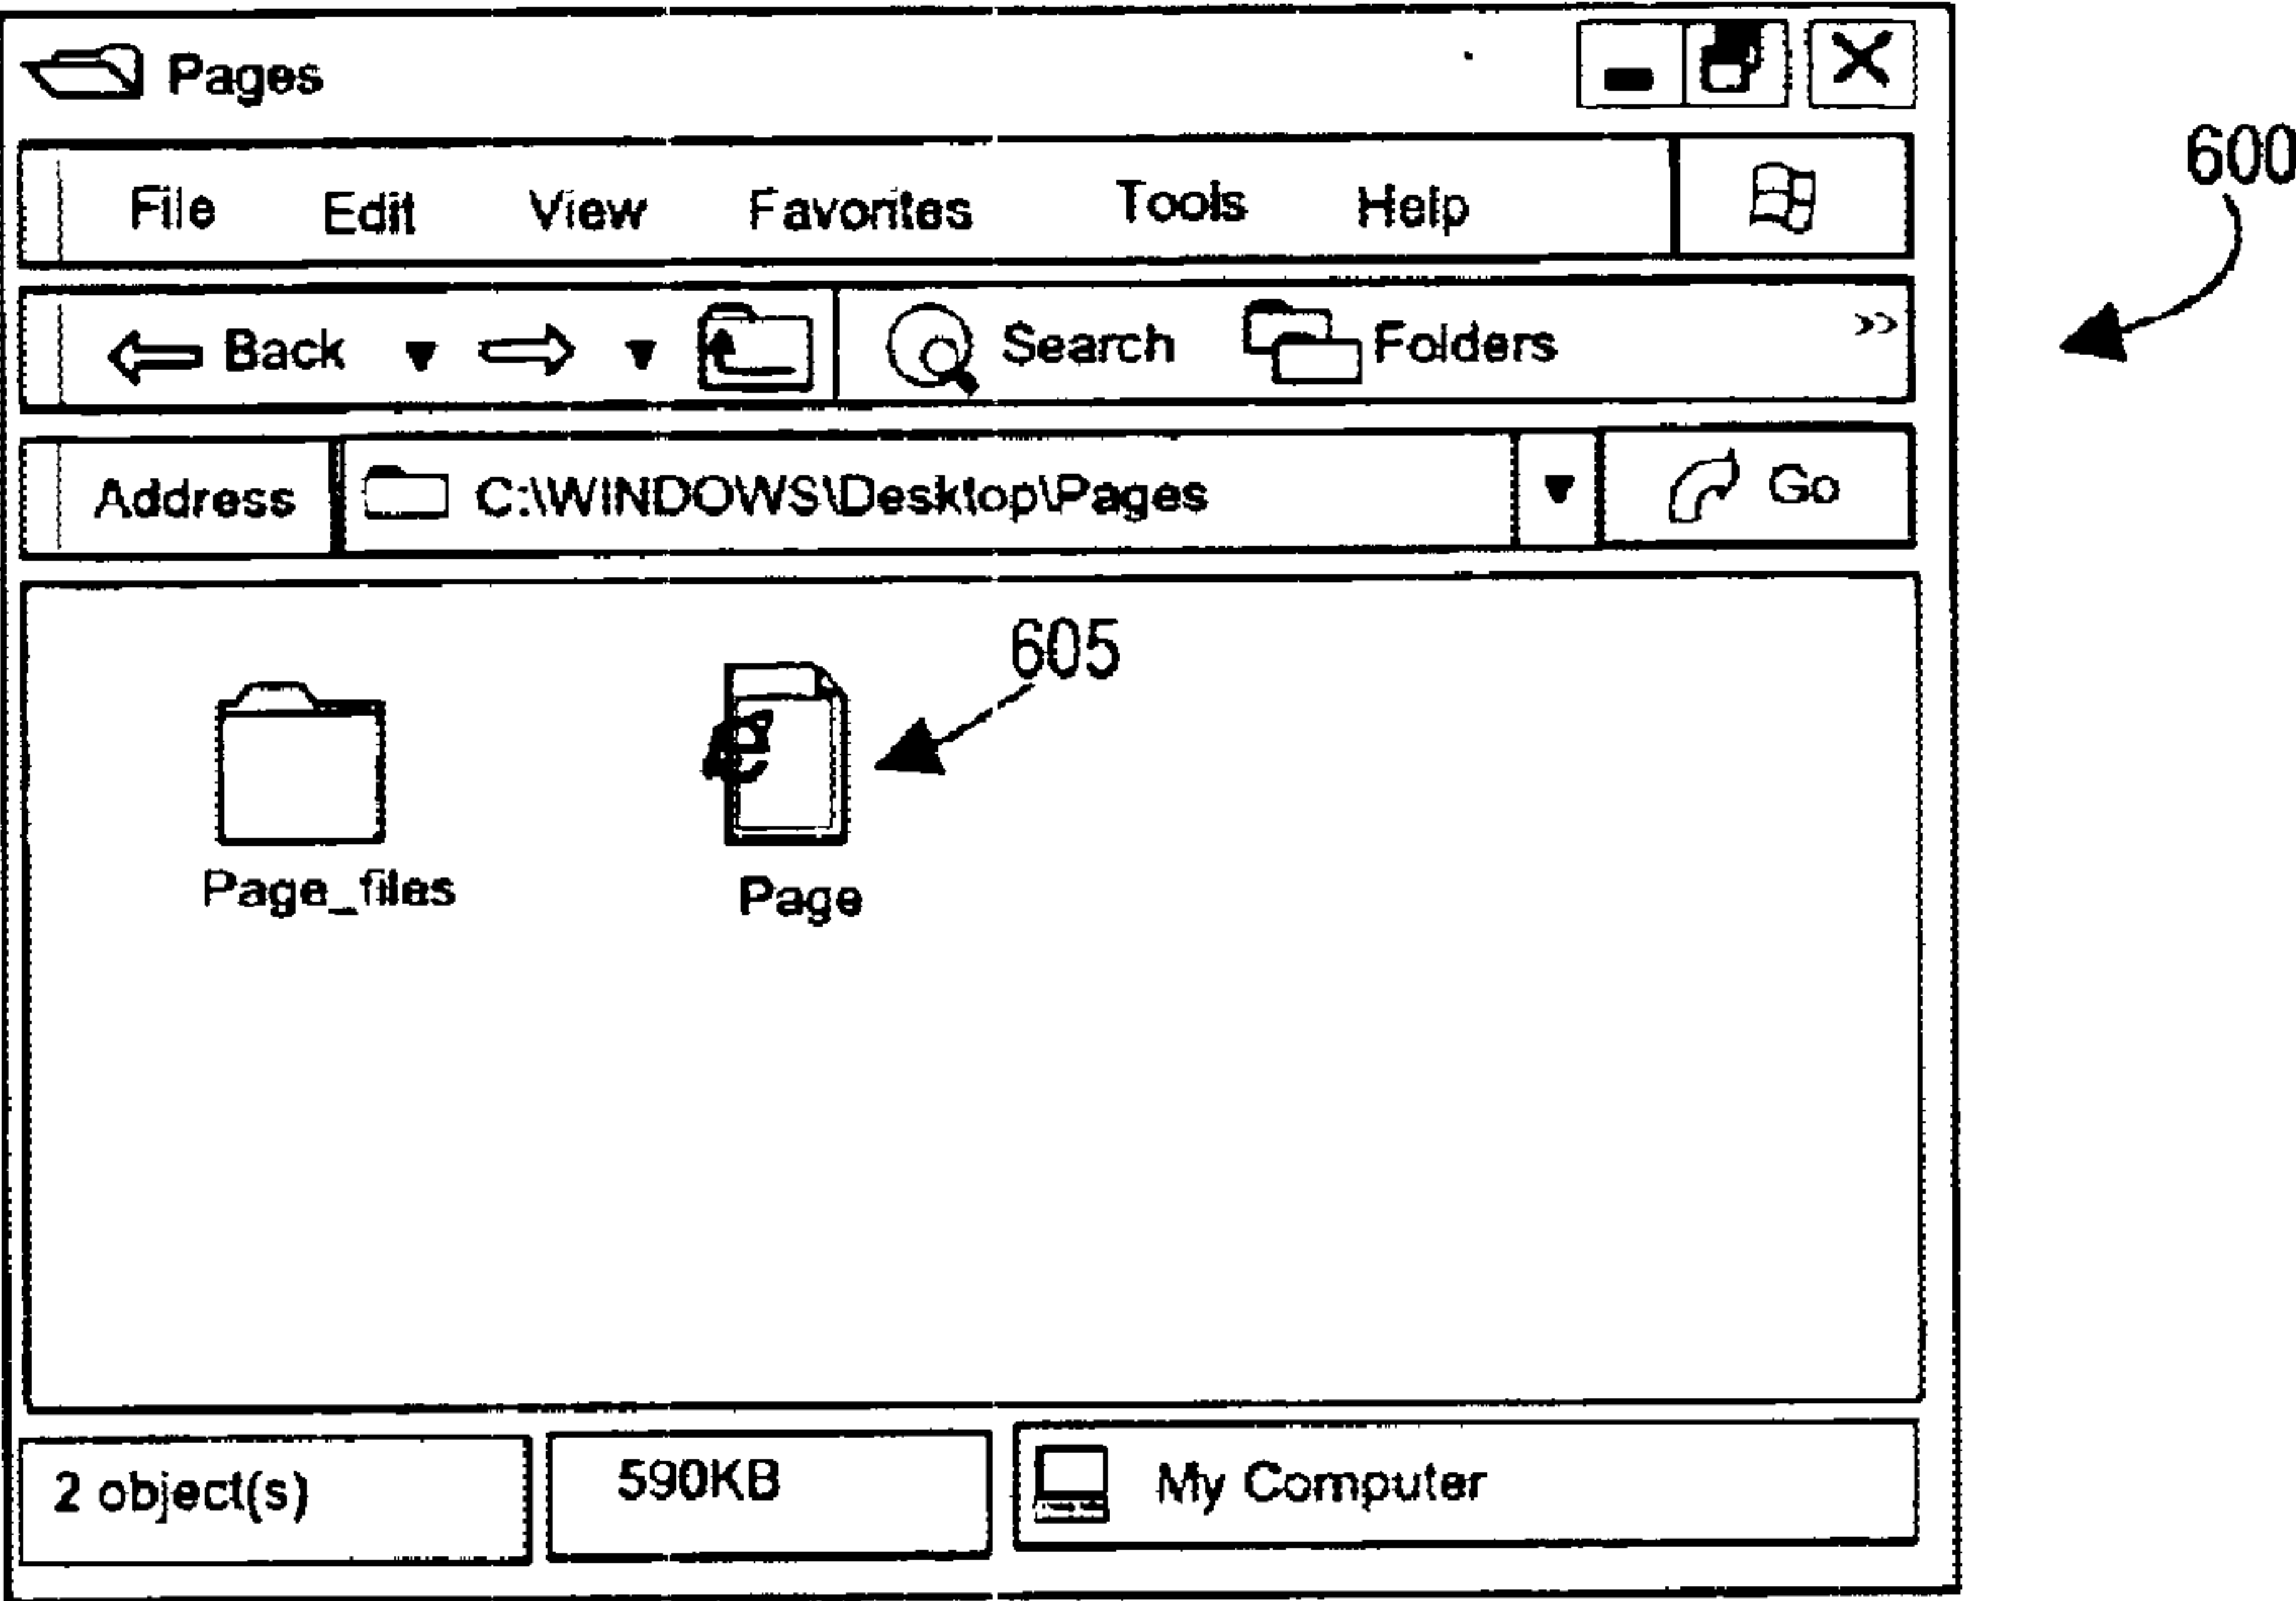 Pages
600
File Edit View Favorites Tools Help
Back Search Folders »
Address C:\WINDOWS\Desktop\Pages Go
605
Page_files Page
2 object(s) 590KB My Computer